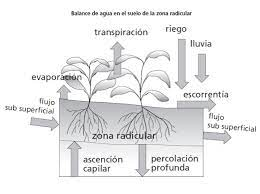 Balance de agua en el suelo de la zona radicular
transpiración
riego
lluvia
evaporación
escorrentía
flujo
sub superficial
flujo
sub superficial
zona radicular
ascención
capilar
percolación
profunda